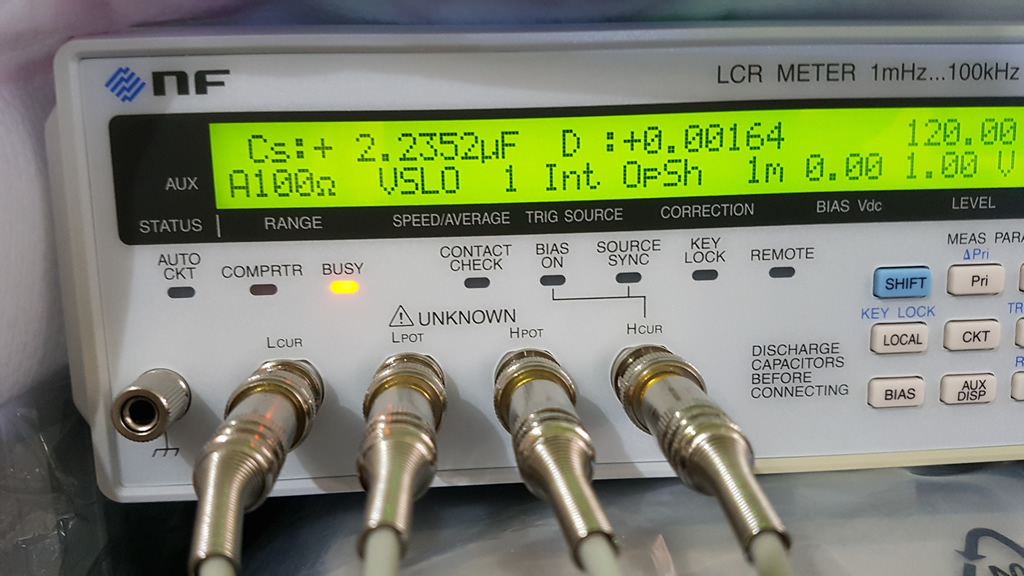 NF
LCR METER 1mHz...100kHz
Cs:+ 2.2352µF D :+0.00164 120.00
A100Ω VSLO 1 Int OpSh 1m 0.00 1.00 V
AUX
STATUS RANGE SPEED/AVERAGE TRIG SOURCE CORRECTION BIAS Vdc LEVEL
AUTO CKT
COMPRTR
BUSY
CONTACT CHECK
BIAS ON
SOURCE SYNC
KEY LOCK
REMOTE
MEAS PARA
ΔPri
SHIFT
Pri
KEY LOCK
LOCAL
CKT
BIAS
AUX DISP
UNKNOWN
LCUR
LPOT
HPOT
HCUR
DISCHARGE
CAPACITORS
BEFORE
CONNECTING